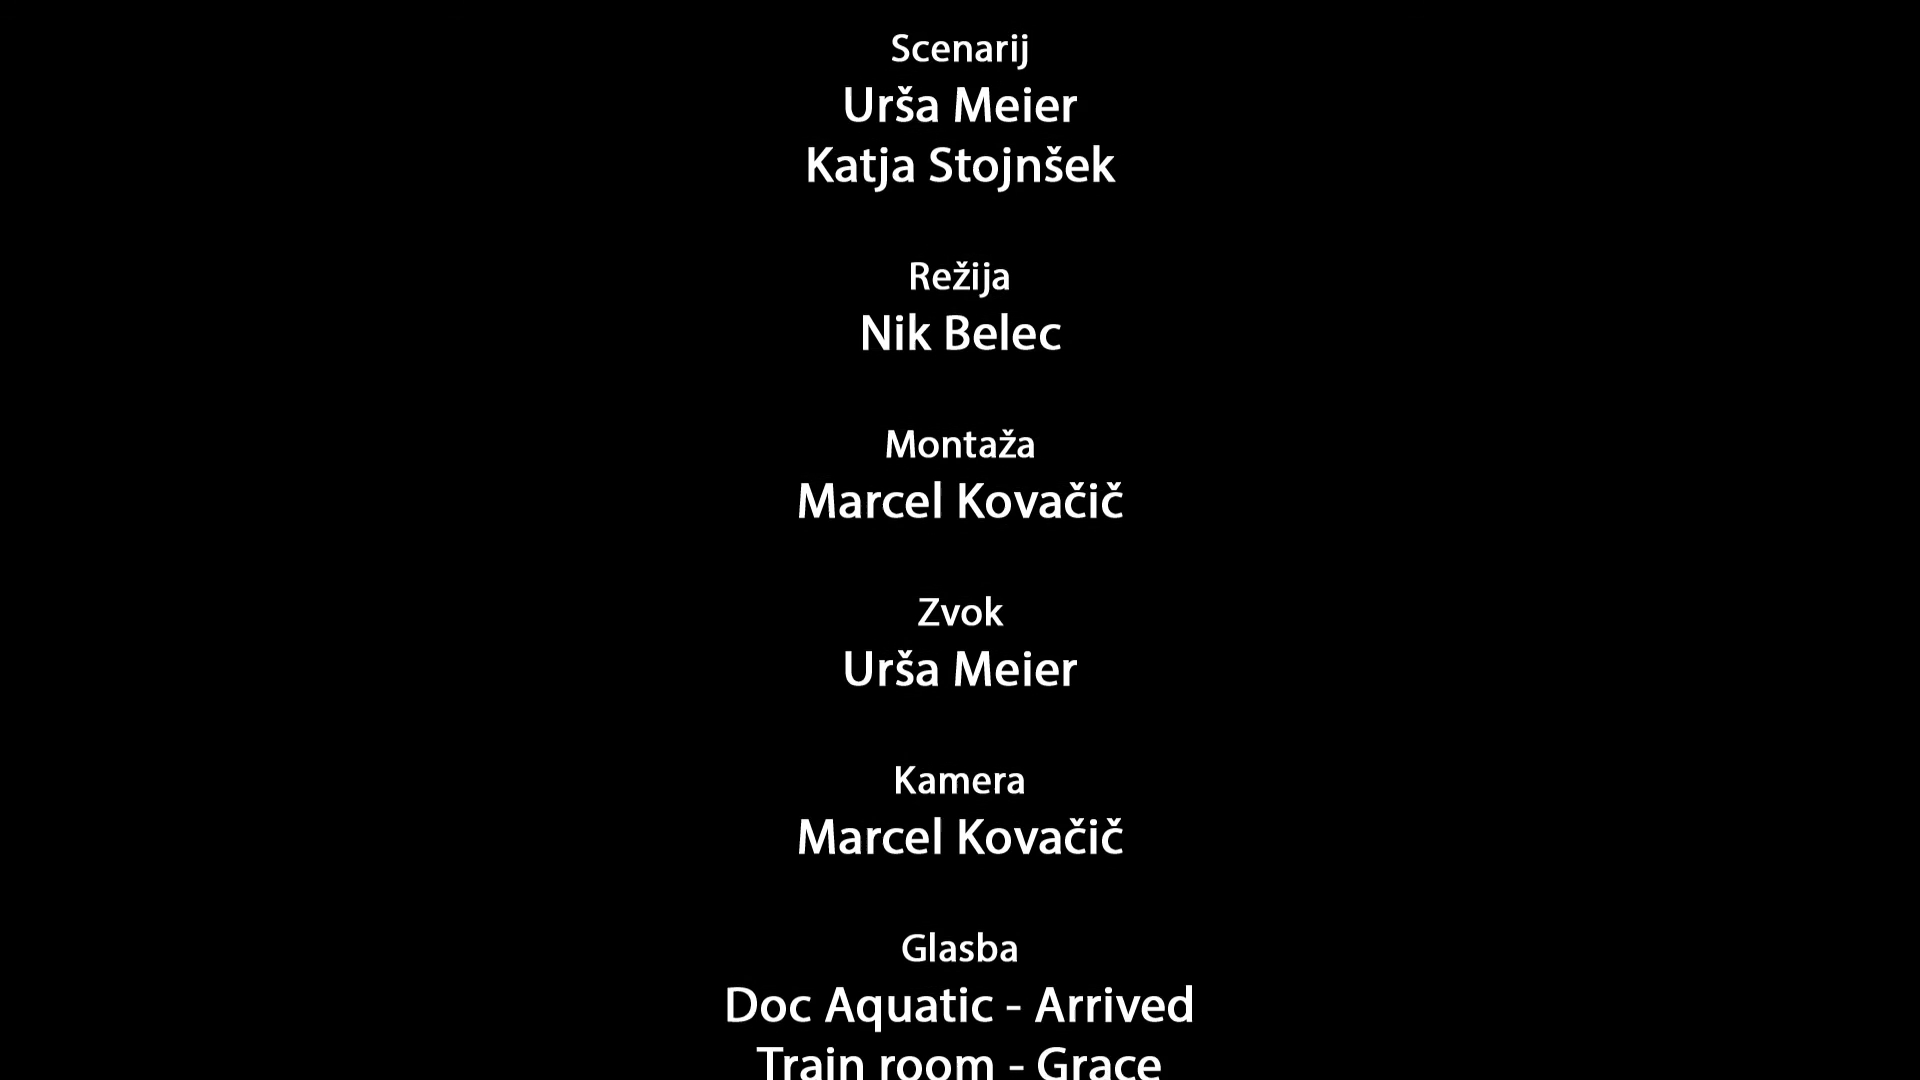 Scenarij
Urša Meier
Katja Stojnšek
Režija
Nik Belec
Montaža
Marcel Kovačič
Zvok
Urša Meier
Kamera
Marcel Kovačič
Glasba
Doc Aquatic - Arrived
Train room - Grace